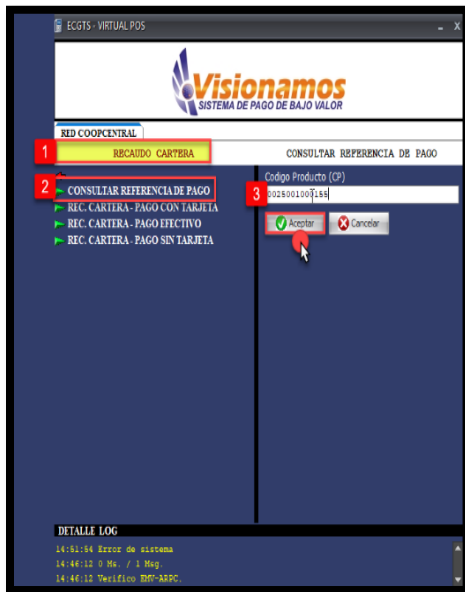 ECGTS - VIRTUAL POS
Visionamos
SISTEMA DE PAGO DE BAJO VALOR
RED COOPCENTRAL
1 RECAUDO CARTERA
CONSULTAR REFERENCIA DE PAGO
2 CONSULTAR REFERENCIA DE PAGO
REC. CARTERA - PAGO CON TARJETA
REC. CARTERA - PAGO EFECTIVO
REC. CARTERA - PAGO SIN TARJETA
Codigo Producto (CP)
3 0025001000155
Aceptar Cancelar
DETALLE LOG
14:51:54 Error de sistema
14:46:12 0 Ms. / 1 Msg.
14:46:12 Verifico EMV-ARPC.